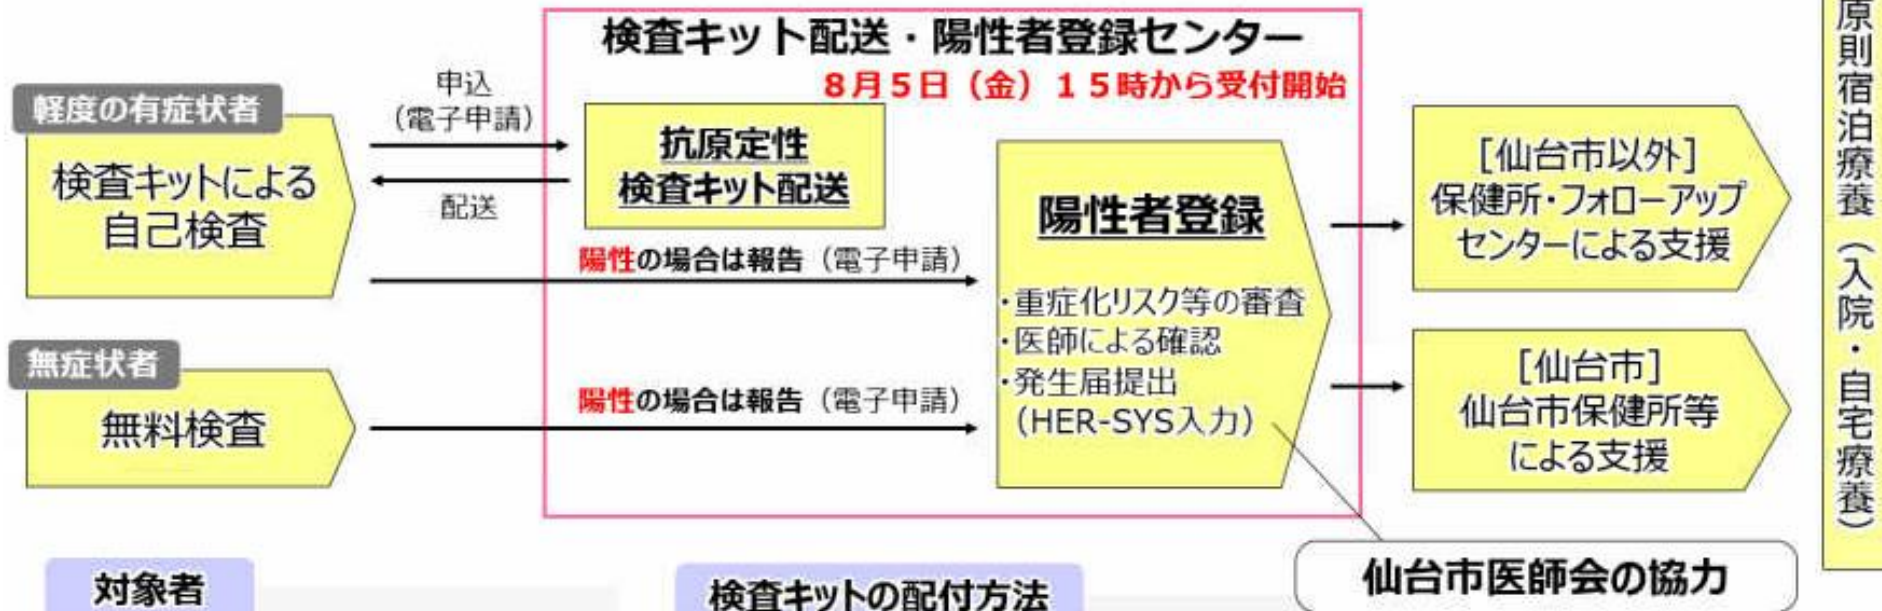 検査キット配送・陽性者登録センター
8月5日（金）15時から受付開始
軽度の有症状者
検査キットによる
自己検査
申込
（電子申請）
配送
抗原定性
検査キット配送
陽性の場合は報告（電子申請）
無症状者
無料検査
陽性の場合は報告（電子申請）
陽性者登録
・重症化リスク等の審査
・医師による確認
・発生届提出
（HER-SYS入力）
［仙台市以外］
保健所・フォローアップ
センターによる支援
［仙台市］
仙台市保健所等
による支援
原則宿泊療養（入院・自宅療養）
仙台市医師会の協力
対象者
検査キットの配付方法